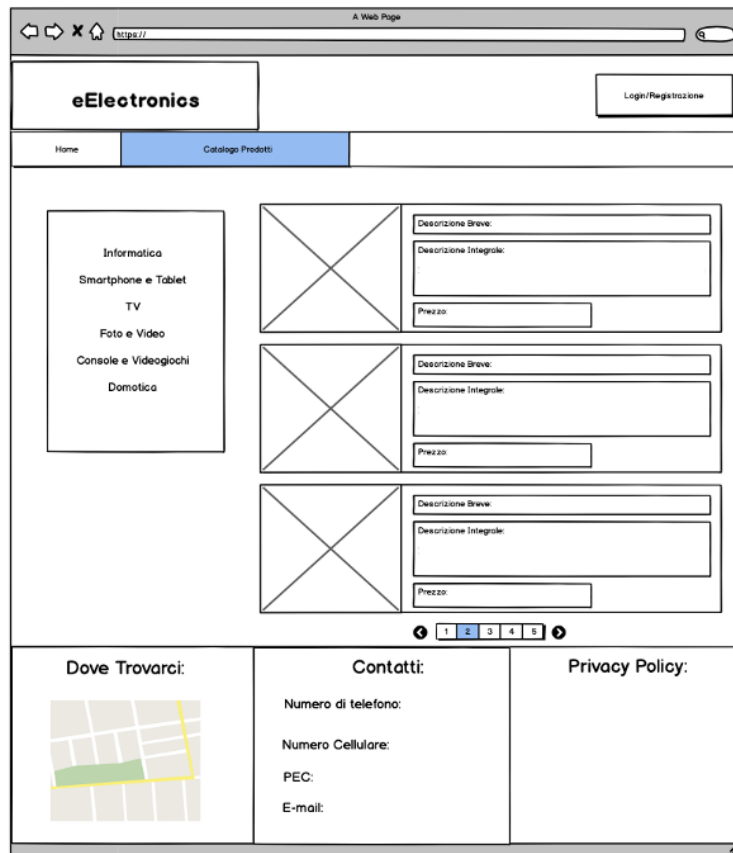 A Web Page
https://
eElectronics
Login/Registrazione
Home
Catalogo Prodotti
Informatica
Smartphone e Tablet
TV
Foto e Video
Console e Videogiochi
Domotica
Descrizione Breve:
Descrizione Integrale:
Prezzo:
Descrizione Breve:
Descrizione Integrale:
Prezzo:
Descrizione Breve:
Descrizione Integrale:
Prezzo:
1 2 3 4 5
Dove Trovarci:
Contatti:
Numero di telefono:
Numero Cellulare:
PEC:
E-mail:
Privacy Policy: